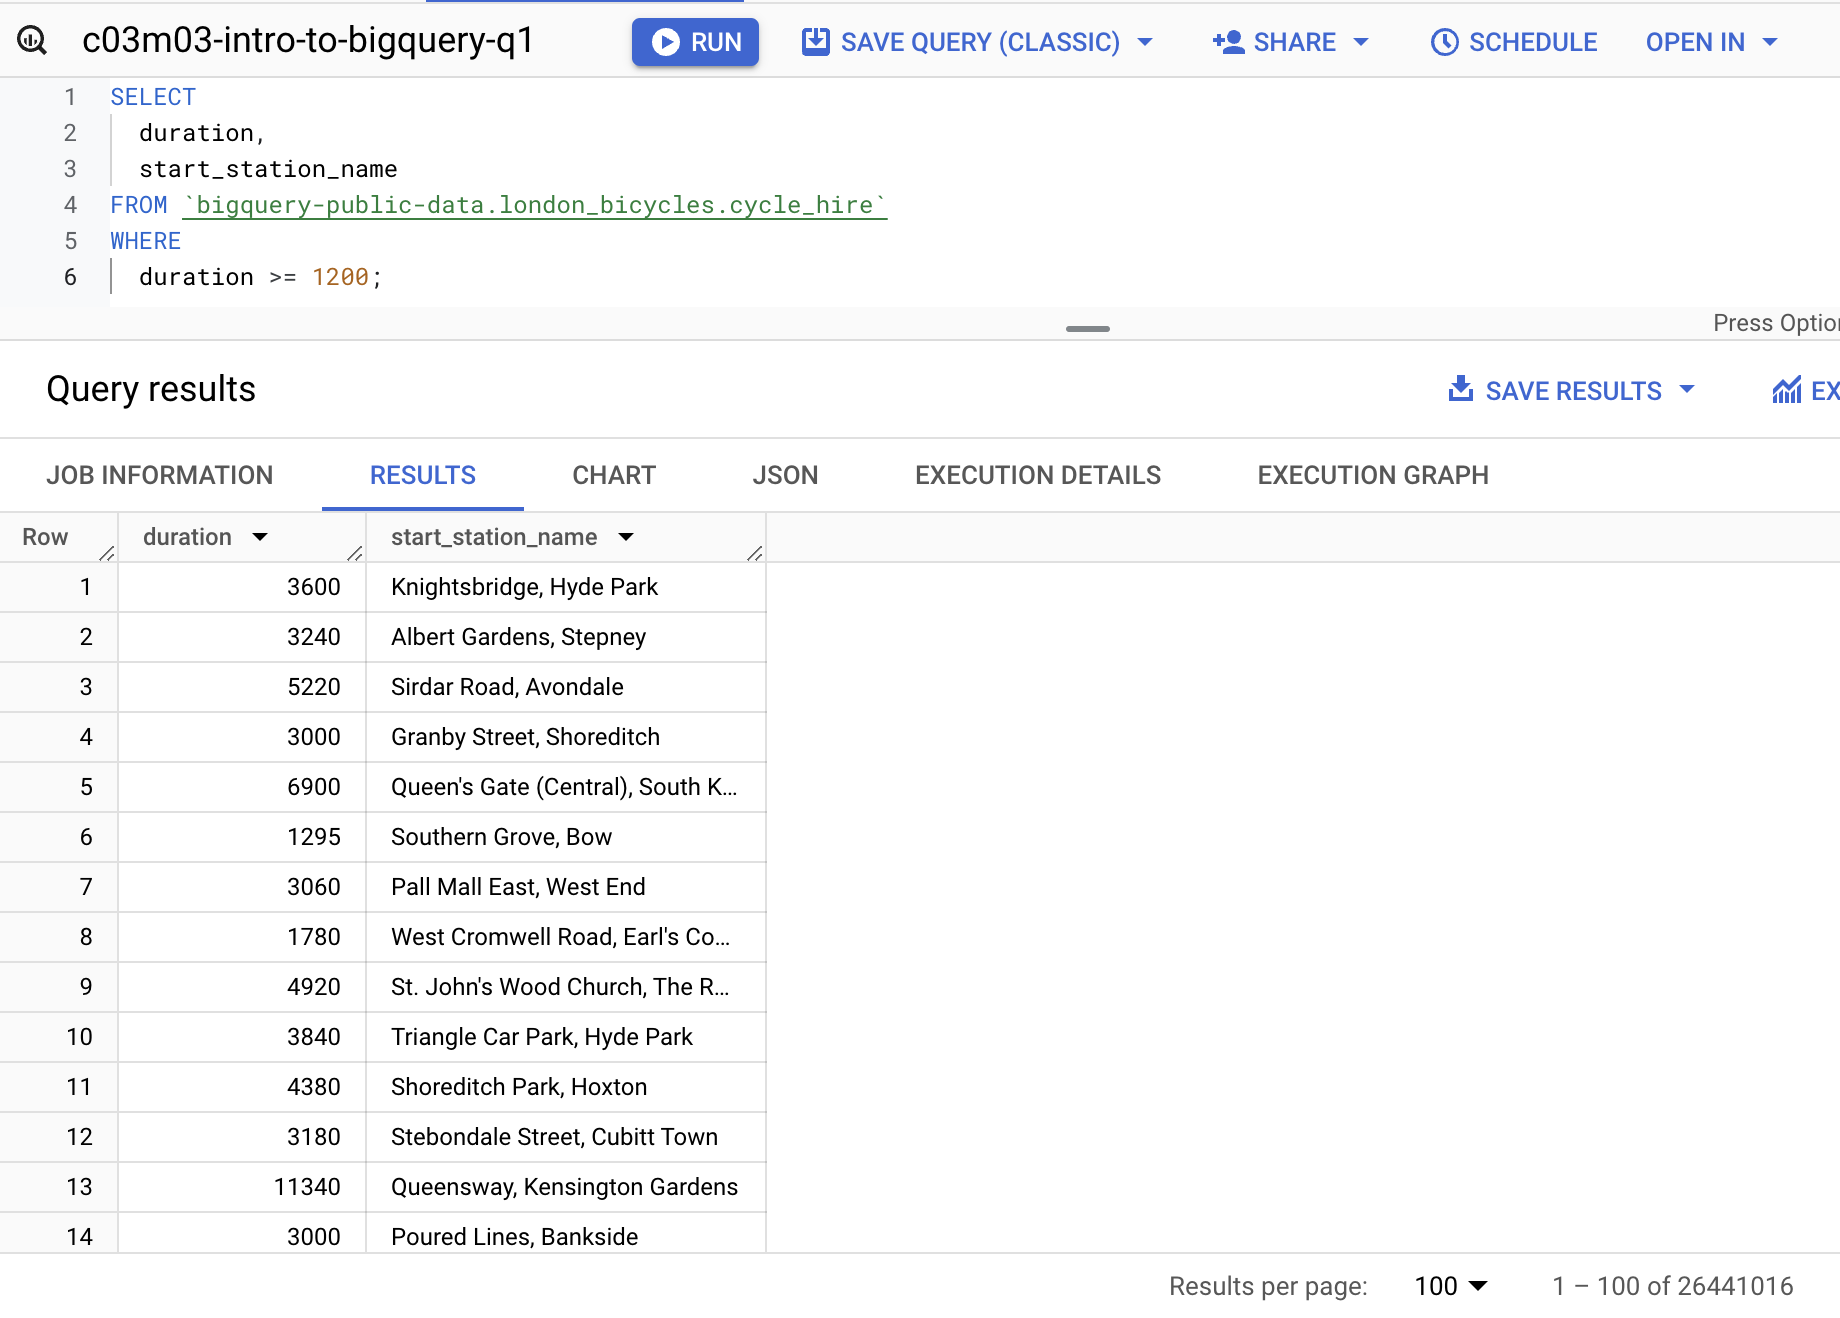 c03m03-intro-to-bigquery-q1 RUN SAVE QUERY (CLASSIC) SHARE SCHEDULE OPEN IN
1 SELECT
2 duration,
3 start_station_name
4 FROM `bigquery-public-data.london_bicycles.cycle_hire`
5 WHERE
6 duration >= 1200;
Press Optio
Query results SAVE RESULTS EX
JOB INFORMATION RESULTS CHART JSON EXECUTION DETAILS EXECUTION GRAPH
Row duration start_station_name
1 3600 Knightsbridge, Hyde Park
2 3240 Albert Gardens, Stepney
3 5220 Sirdar Road, Avondale
4 3000 Granby Street, Shoreditch
5 6900 Queen's Gate (Central), South K...
6 1295 Southern Grove, Bow
7 3060 Pall Mall East, West End
8 1780 West Cromwell Road, Earl's Co...
9 4920 St. John's Wood Church, The R...
10 3840 Triangle Car Park, Hyde Park
11 4380 Shoreditch Park, Hoxton
12 3180 Stebondale Street, Cubitt Town
13 11340 Queensway, Kensington Gardens
14 3000 Poured Lines, Bankside
Results per page: 100 1 – 100 of 26441016